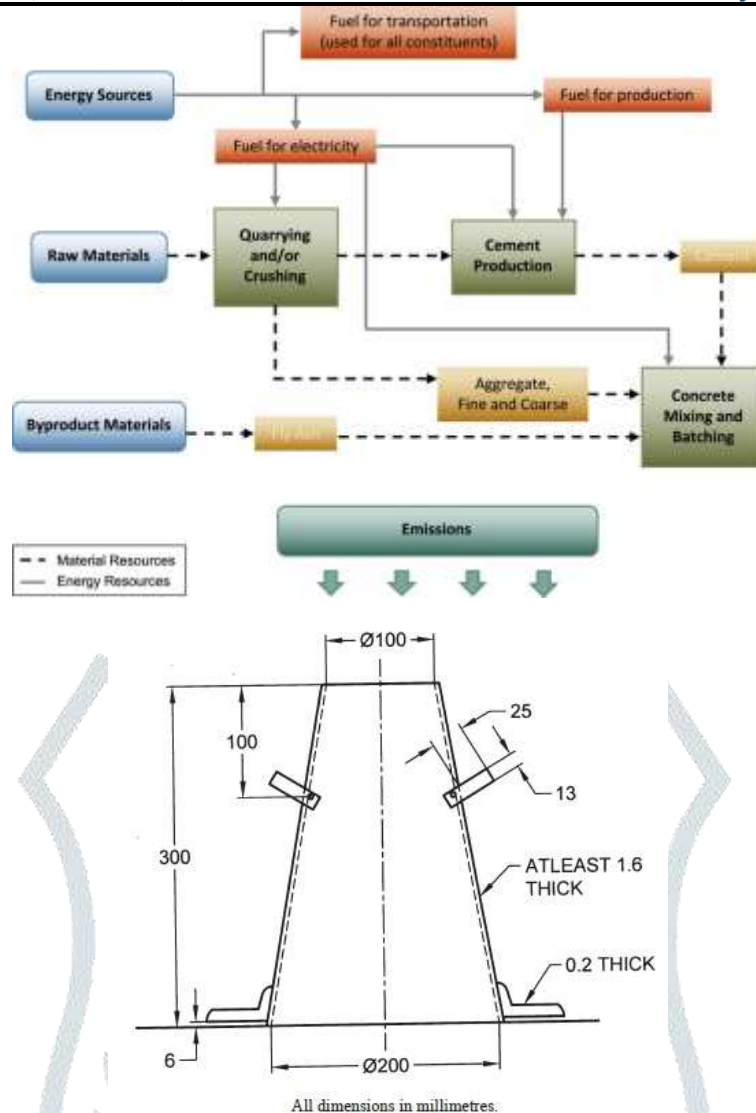 Fuel for transportation
(used for all constituents)
Energy Sources
Fuel for production
Fuel for electricity
Raw Materials
Quarrying
and/or
Crushing
Cement
Production
Cement
Aggregate,
Fine and Coarse
Concrete
Mixing and
Batching
Byproduct Materials
Emissions
Material Resources
Energy Resources
Ø100
25
100
13
300
ATLEAST 1.6
THICK
0.2 THICK
6
Ø200
All dimensions in millimetres.